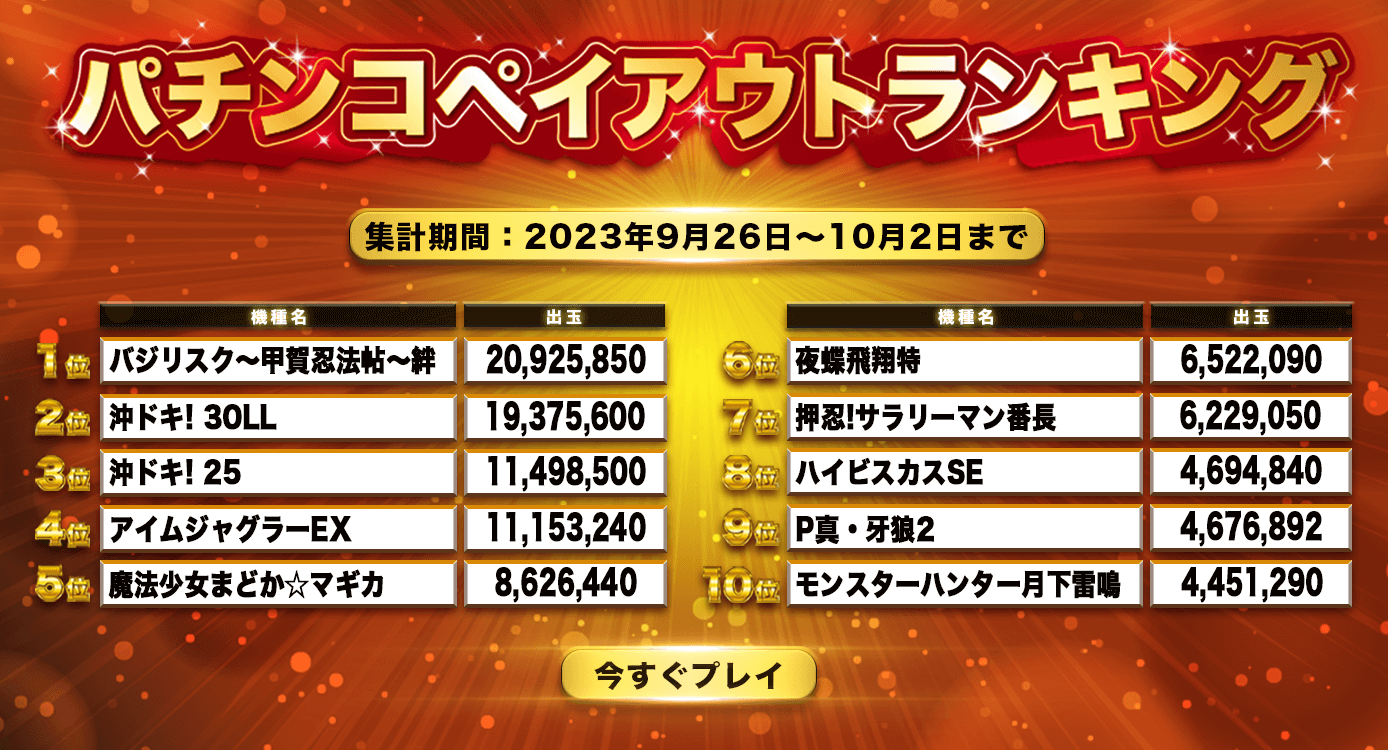 パチンコペイアウトランキング
集計期間：2023年9月26日～10月2日まで
機種名 出玉
1位 バジリスク～甲賀忍法帖～絆 20,925,850
2位 沖ドキ! 30LL 19,375,600
3位 沖ドキ! 25 11,498,500
4位 アイムジャグラーEX 11,153,240
5位 魔法少女まどか☆マギカ 8,626,440
機種名 出玉
6位 夜蝶飛翔特 6,522,090
7位 押忍!サラリーマン番長 6,229,050
8位 ハイビスカスSE 4,694,840
9位 P真・牙狼2 4,676,892
10位 モンスターハンター月下雷鳴 4,451,290
今すぐプレイ